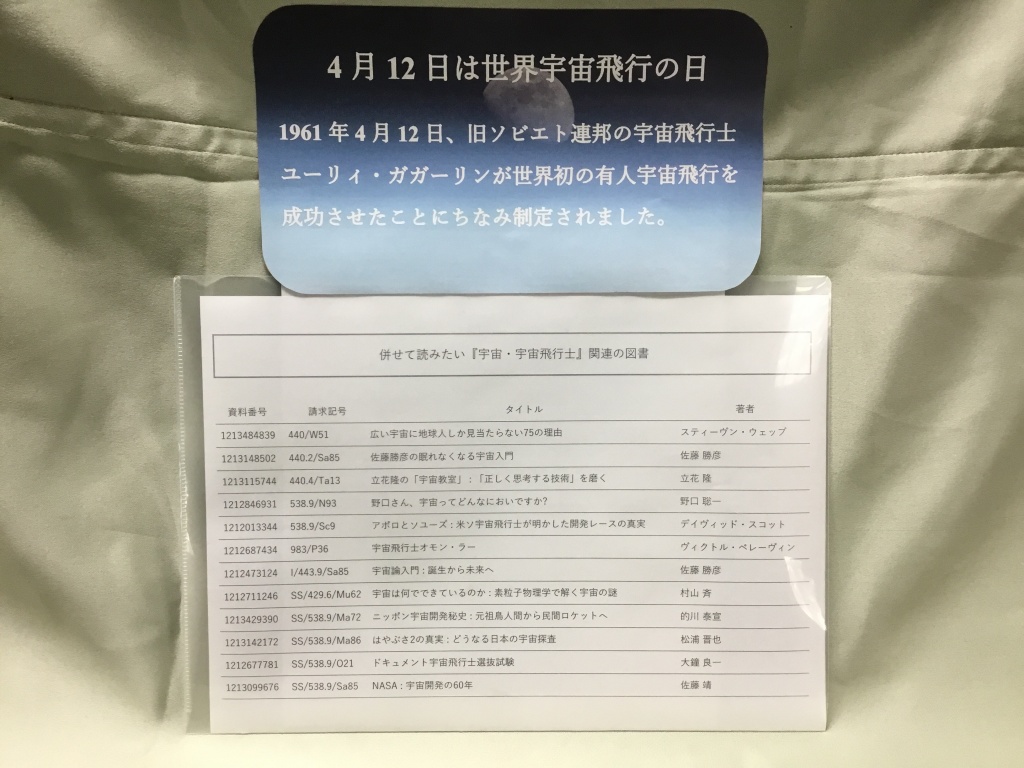 4月12日は世界宇宙飛行の日
1961年4月12日、旧ソビエト連邦の宇宙飛行士
ユーリィ・ガガーリンが世界初の有人宇宙飛行を
成功させたことにちなみ制定されました。
併せて読みたい『宇宙・宇宙飛行士』関連の図書
資料番号 請求記号 タイトル 著者
1213484839 440/W51 広い宇宙に地球人しか見当たらない75の理由 スティーヴン・ウェッブ
1213148502 440.2/Sa85 佐藤勝彦の眠れなくなる宇宙入門 佐藤 勝彦
1213115744 440.4/Ta13 立花隆の「宇宙教室」:「正しく思考する技術」を磨く 立花 隆
1212846931 538.9/N93 野口さん、宇宙ってどんなにおいですか? 野口 聡一
1212013344 538.9/Sc9 アポロとソユーズ:米ソ宇宙飛行士が明かした開発レースの真実 デイヴィッド・スコット
1212687434 983/P36 宇宙飛行士オモン・ラー ヴィクトル・ペレーヴィン
1212473124 I/443.9/Sa85 宇宙論入門:誕生から未来へ 佐藤 勝彦
1212711246 SS/429.6/Mu62 宇宙は何でできているのか:素粒子物理学で解く宇宙の謎 村山 斉
1213429390 SS/538.9/Ma72 ニッポン宇宙開発秘史:元祖鳥人間から民間ロケットへ 的川 泰宣
1213142172 SS/538.9/Ma86 はやぶさ2の真実:どうなる日本の宇宙探査 松浦 晋也
1212677781 SS/538.9/O21 ドキュメント宇宙飛行士選抜試験 大鐘 良一
1213099676 SS/538.9/Sa85 NASA:宇宙開発の60年 佐藤 靖